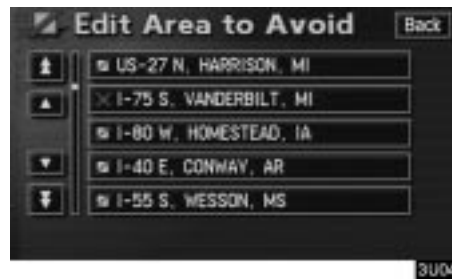 Edit Area to Avoid
Back
US-27 N, HARRISON, MI
I-75 S, VANDERBILT, MI
I-80 W, HOMESTEAD, IA
I-40 E, CONWAY, AR
I-55 S, WESSON, MS